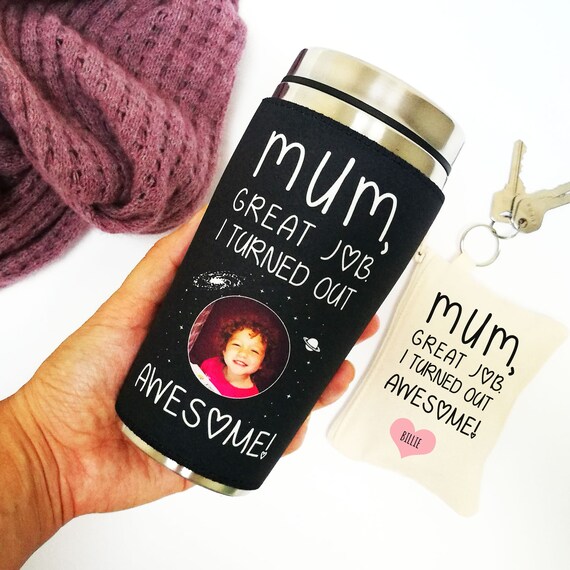 MUM,
GREAT JOB
I TURNED OUT
AWESOME!
MUM,
GREAT JOB.
I TURNED OUT
AWESOME!
BILLIE